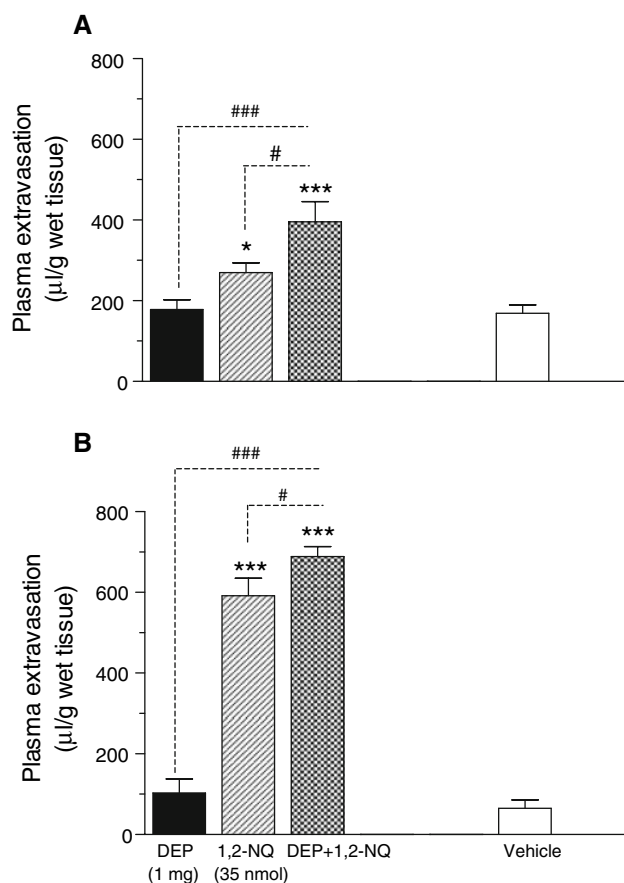 A
800
600
400
200
0
Plasma extravasation
(µl/g wet tissue)
###
#
*
***
B
800
600
400
200
0
Plasma extravasation
(µl/g wet tissue)
###
#
***
***
DEP
(1 mg)
1,2-NQ
(35 nmol)
DEP+1,2-NQ
Vehicle